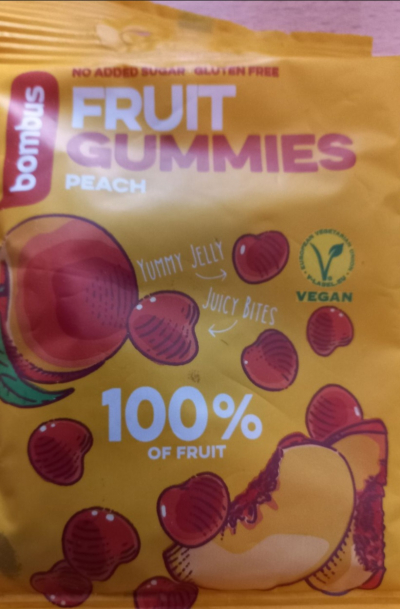 NO ADDED SUGAR GLUTEN FREE
bombus
FRUIT
GUMMIES
PEACH
YUMMY JELLY
JUICY BITES
VEGAN
100%
OF FRUIT